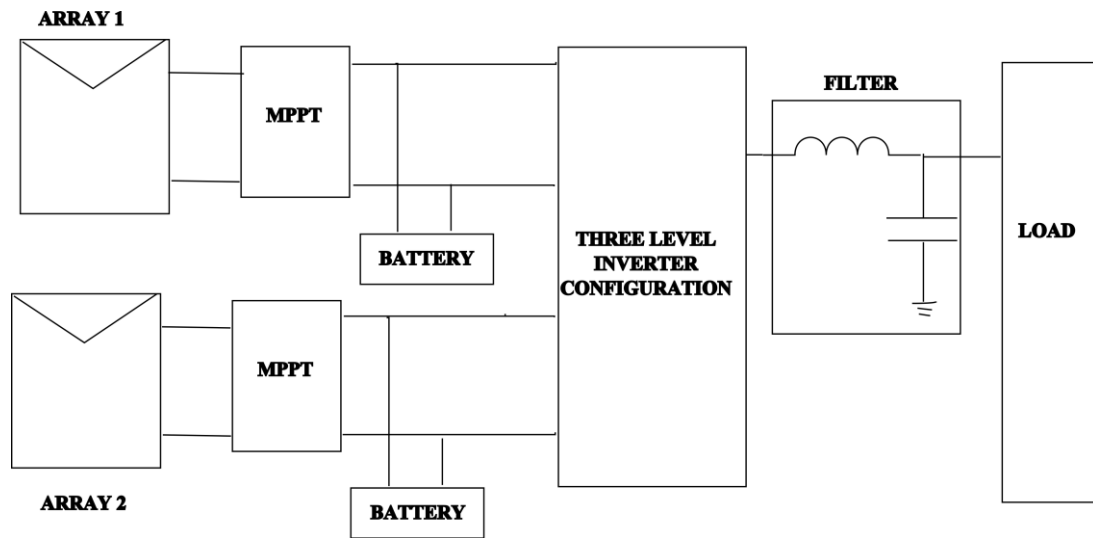 ARRAY 1
MPPT
BATTERY
ARRAY 2
MPPT
BATTERY
THREE LEVEL
INVERTER
CONFIGURATION
FILTER
LOAD